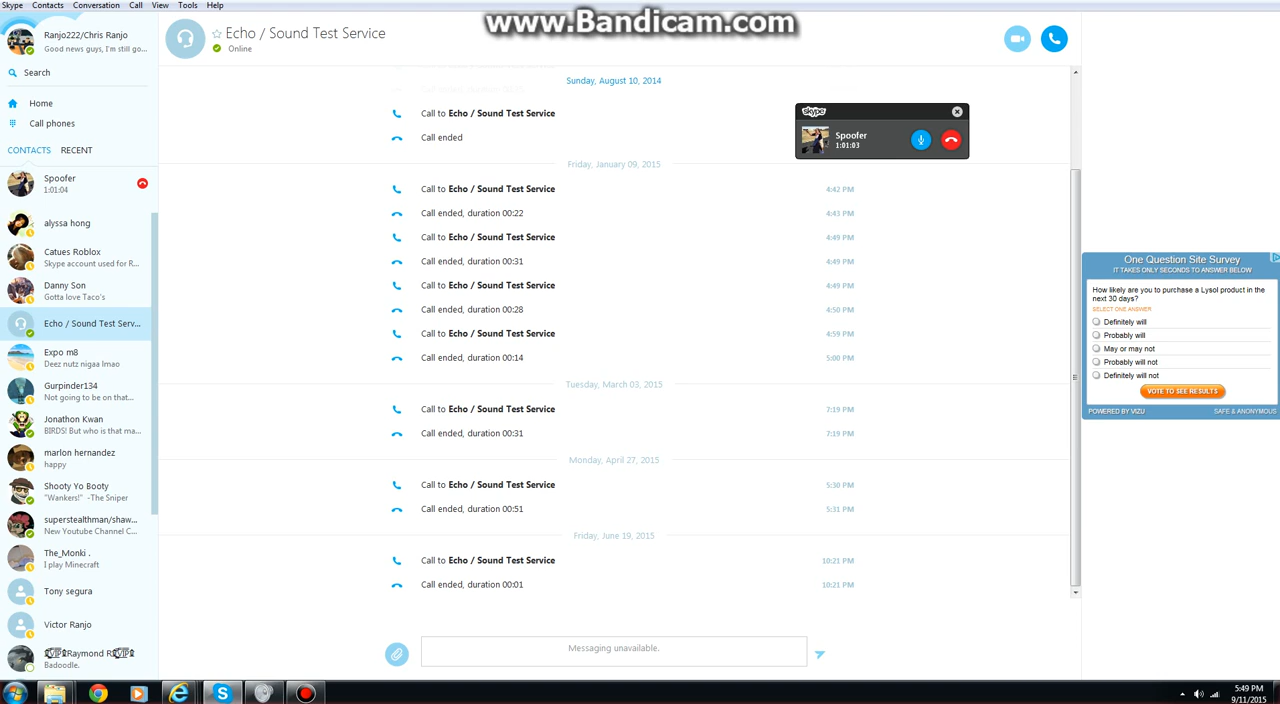 Skype Contacts Conversation Call View Tools Help
www.Bandicam.com
Ranjo222/Chris Ranjo
Good news guys, I'm still go...
Search
Home
Call phones
CONTACTS RECENT
Spoofer
1:01:04
alyssa hong
Catues Roblox
Skype account used for R...
Danny Son
Gotta love Taco's
Echo / Sound Test Serv...
Expo m8
Deez nutz nigaa lmao
Gurpinder134
Not going to be on that...
Jonathon Kwan
BIRDS! But who is that ma...
marlon hernandez
happy
Shooty Yo Booty
"Wankers!" -The Sniper
superstealthman/shaw...
New Youtube Channel C...
The_Monki .
I play Minecraft
Tony segura
Victor Ranjo
Raymond R
Badoodle.
Echo / Sound Test Service
Online
Sunday, August 10, 2014
Call to Echo / Sound Test Service
Call ended
Friday, January 09, 2015
Call to Echo / Sound Test Service 4:42 PM
Call ended, duration 00:22 4:43 PM
Call to Echo / Sound Test Service 4:49 PM
Call ended, duration 00:31 4:49 PM
Call to Echo / Sound Test Service 4:49 PM
Call ended, duration 00:28 4:50 PM
Call to Echo / Sound Test Service 4:59 PM
Call ended, duration 00:14 5:00 PM
Tuesday, March 03, 2015
Call to Echo / Sound Test Service 7:19 PM
Call ended, duration 00:31 7:19 PM
Monday, April 27, 2015
Call to Echo / Sound Test Service 5:30 PM
Call ended, duration 00:51 5:31 PM
Friday, June 19, 2015
Call to Echo / Sound Test Service 10:21 PM
Call ended, duration 00:01 10:21 PM
Messaging unavailable.
skype
Spoofer
1:01:03
One Question Site Survey
IT TAKES ONLY SECONDS TO ANSWER BELOW
How likely are you to purchase a Lysol product in the
next 30 days?
SELECT ONE ANSWER
Definitely will
Probably will
May or may not
Probably will not
Definitely will not
VOTE TO SEE RESULTS
POWERED BY VIZU SAFE & ANONYMOUS
5:49 PM
9/11/2015